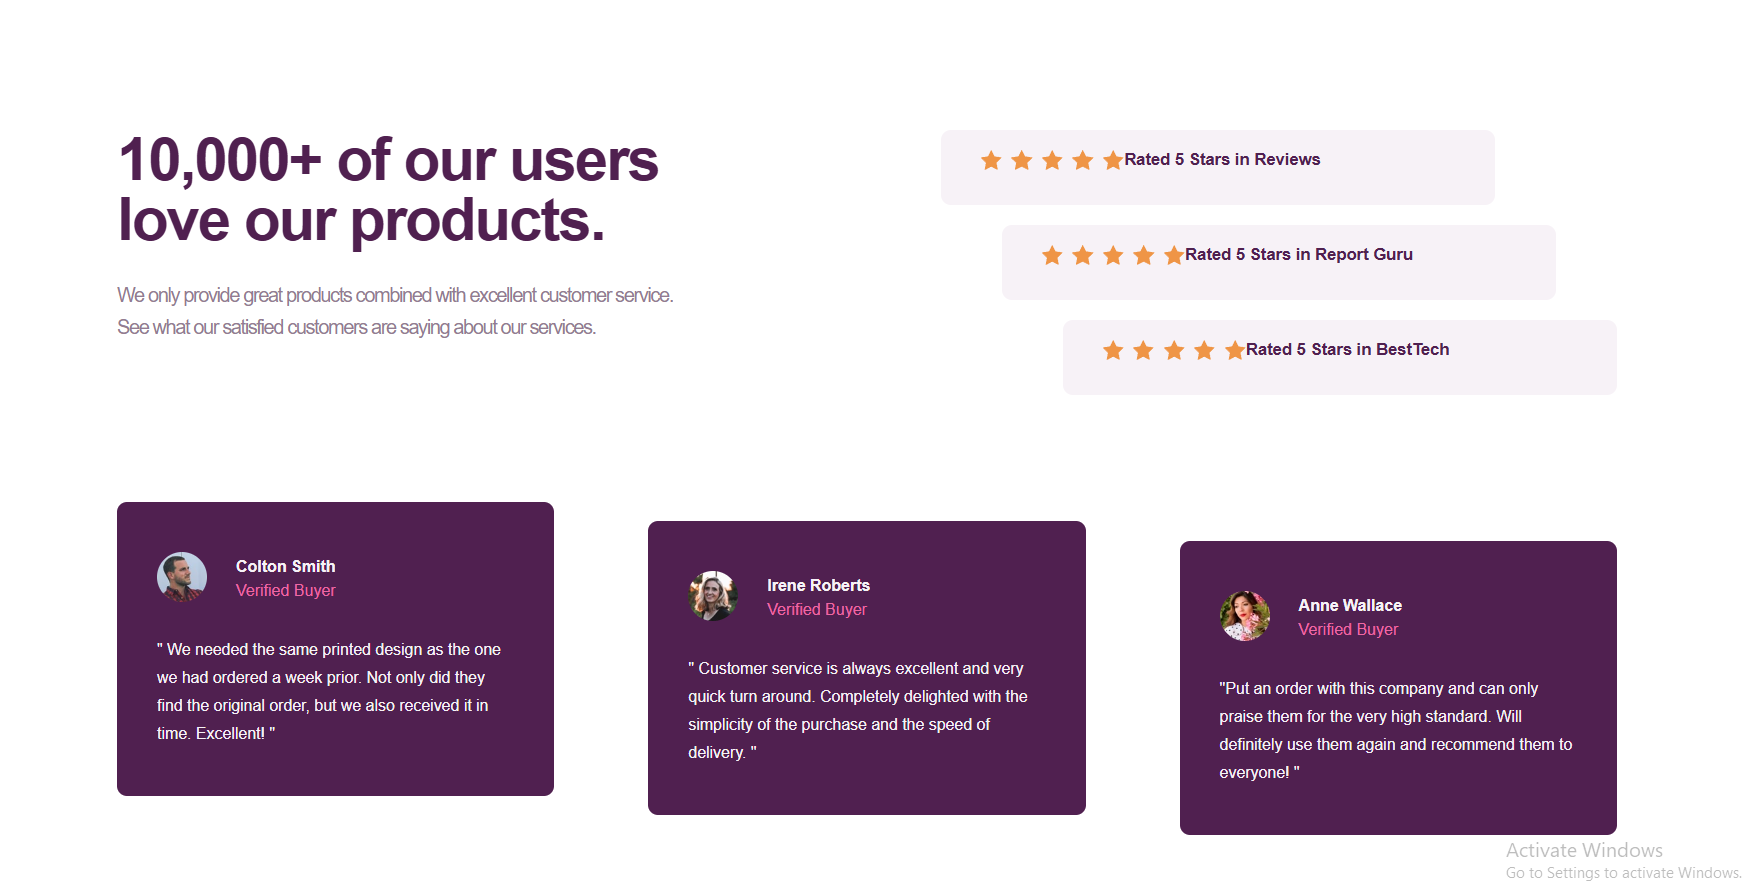 10,000+ of our users
love our products.
We only provide great products combined with excellent customer service.
See what our satisfied customers are saying about our services.
Rated 5 Stars in Reviews
Rated 5 Stars in Report Guru
Rated 5 Stars in BestTech
Colton Smith
Verified Buyer
" We needed the same printed design as the one
we had ordered a week prior. Not only did they
find the original order, but we also received it in
time. Excellent! "
Irene Roberts
Verified Buyer
" Customer service is always excellent and very
quick turn around. Completely delighted with the
simplicity of the purchase and the speed of
delivery. "
Anne Wallace
Verified Buyer
"Put an order with this company and can only
praise them for the very high standard. Will
definitely use them again and recommend them to
everyone! "
Activate Windows
Go to Settings to activate Windows.